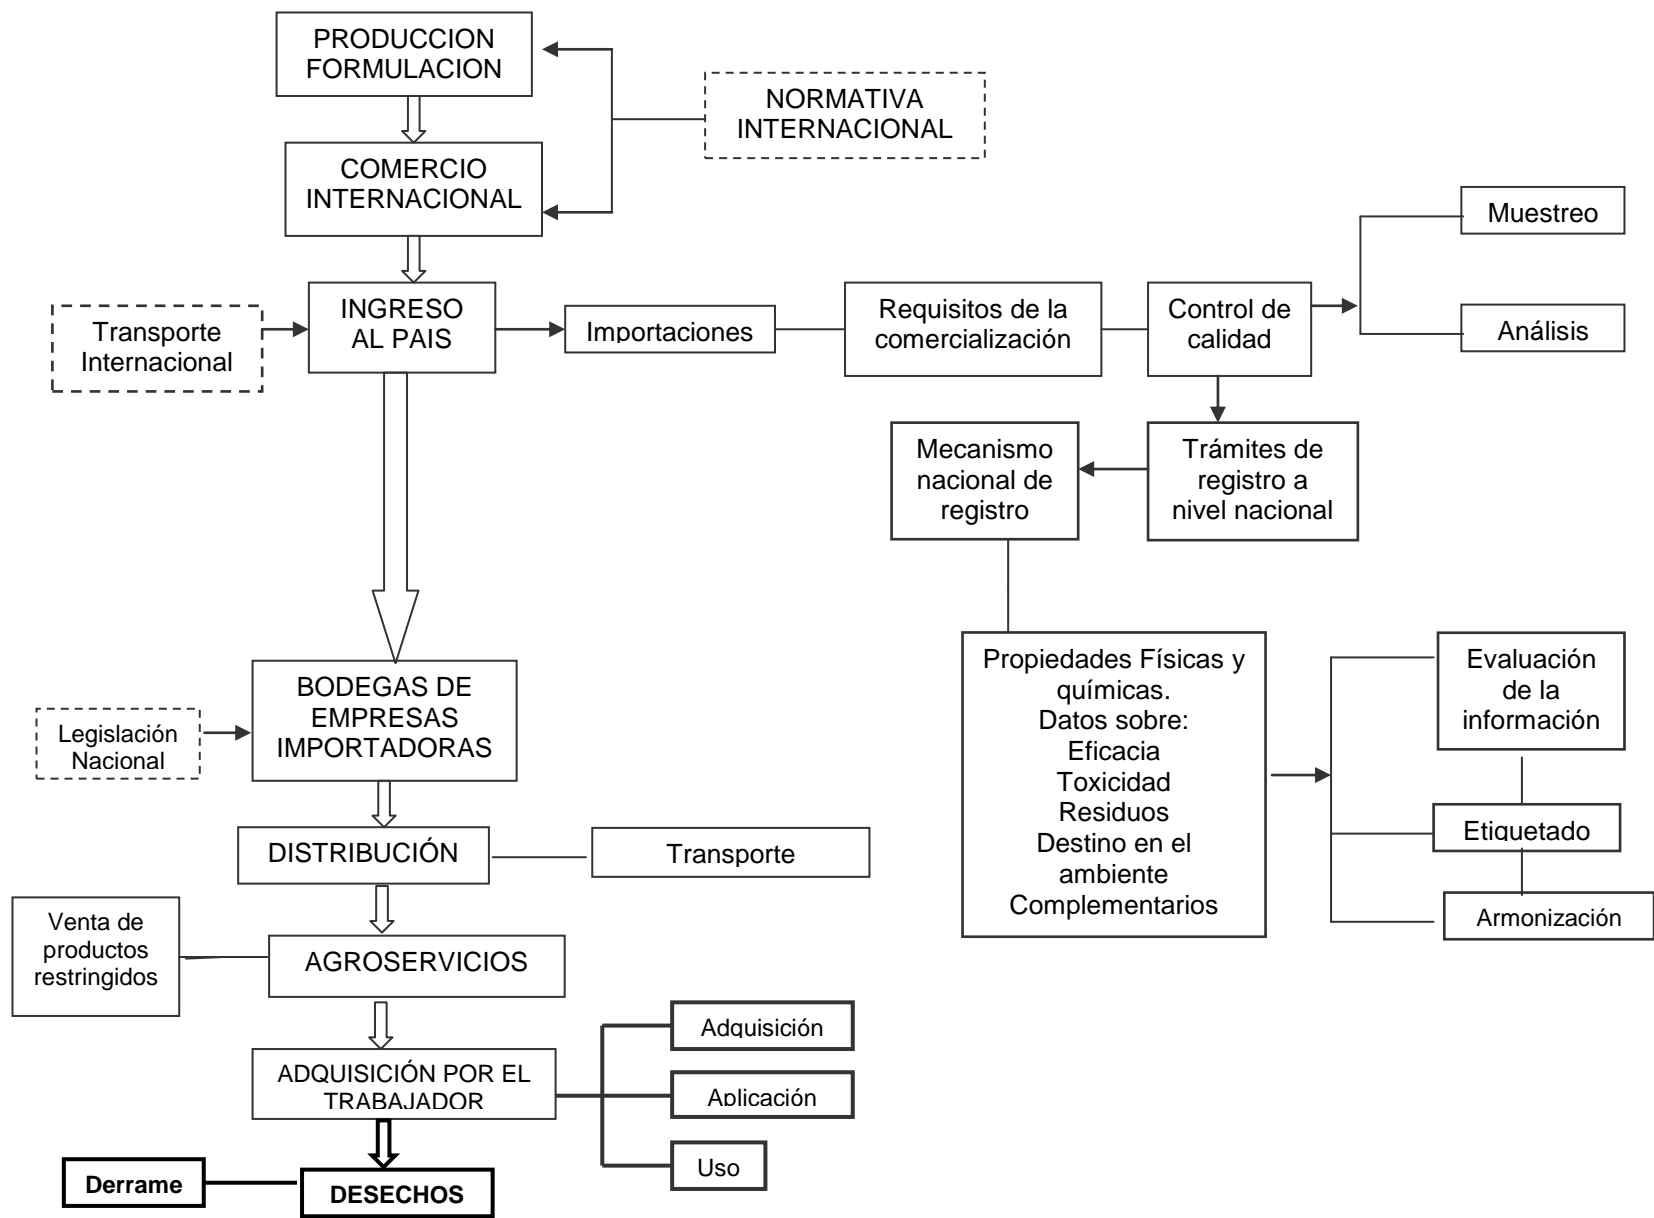 PRODUCCION
FORMULACION
NORMATIVA
INTERNACIONAL
COMERCIO
INTERNACIONAL
Muestreo
Transporte
Internacional
INGRESO
AL PAIS
Importaciones
Requisitos de la
comercialización
Control de
calidad
Análisis
Mecanismo
nacional de
registro
Trámites de
registro a
nivel nacional
Propiedades Físicas y
químicas.
Datos sobre:
Eficacia
Toxicidad
Residuos
Destino en el
ambiente
Complementarios
Evaluación
de la
información
Etiquetado
Armonización
Legislación
Nacional
BODEGAS DE
EMPRESAS
IMPORTADORAS
DISTRIBUCIÓN
Transporte
Venta de
productos
restringidos
AGROSERVICIOS
ADQUISICIÓN POR EL
TRABAJADOR
Adquisición
Aplicación
Uso
Derrame
DESECHOS